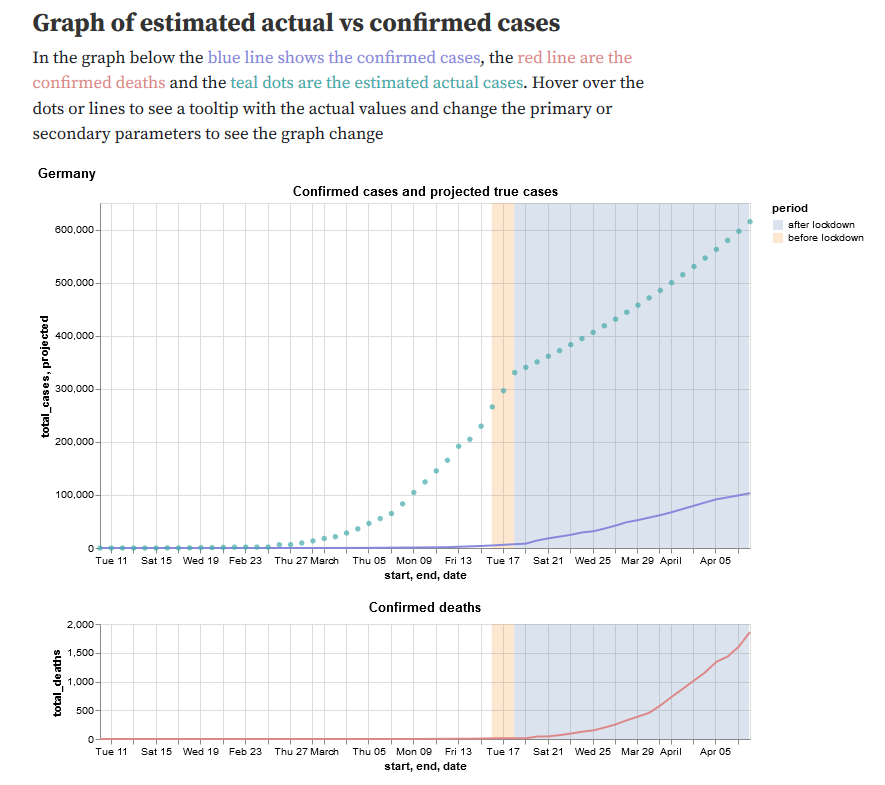 Graph of estimated actual vs confirmed cases
In the graph below the blue line shows the confirmed cases, the red line are the
confirmed deaths and the teal dots are the estimated actual cases. Hover over the
dots or lines to see a tooltip with the actual values and change the primary or
secondary parameters to see the graph change
Germany
Confirmed cases and projected true cases
period
after lockdown
before lockdown
total_cases, projected
600,000
500,000
400,000
300,000
200,000
100,000
0
Tue 11 Sat 15 Wed 19 Feb 23 Thu 27 March Thu 05 Mon 09 Fri 13 Tue 17 Sat 21 Wed 25 Mar 29 April Apr 05
start, end, date
Confirmed deaths
total_deaths
2,000
1,500
1,000
500
0
Tue 11 Sat 15 Wed 19 Feb 23 Thu 27 March Thu 05 Mon 09 Fri 13 Tue 17 Sat 21 Wed 25 Mar 29 April Apr 05
start, end, date